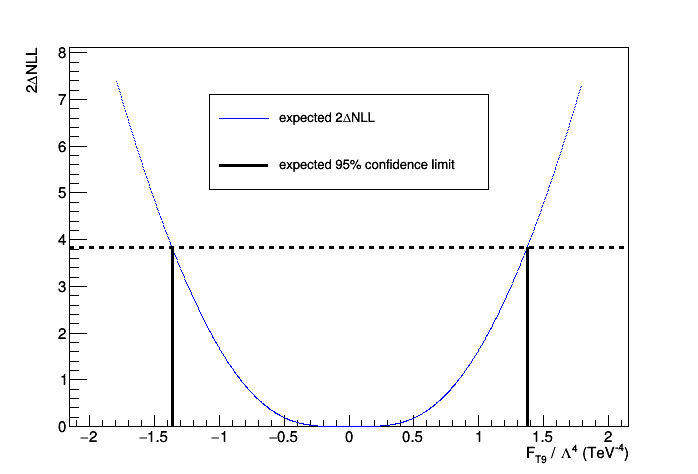 2ΔNLL
8
7
6
5
4
3
2
1
0
expected 2ΔNLL
expected 95% confidence limit
−2 −1.5 −1 −0.5 0 0.5 1 1.5 2
F_T9 / Λ^4 (TeV^-4)